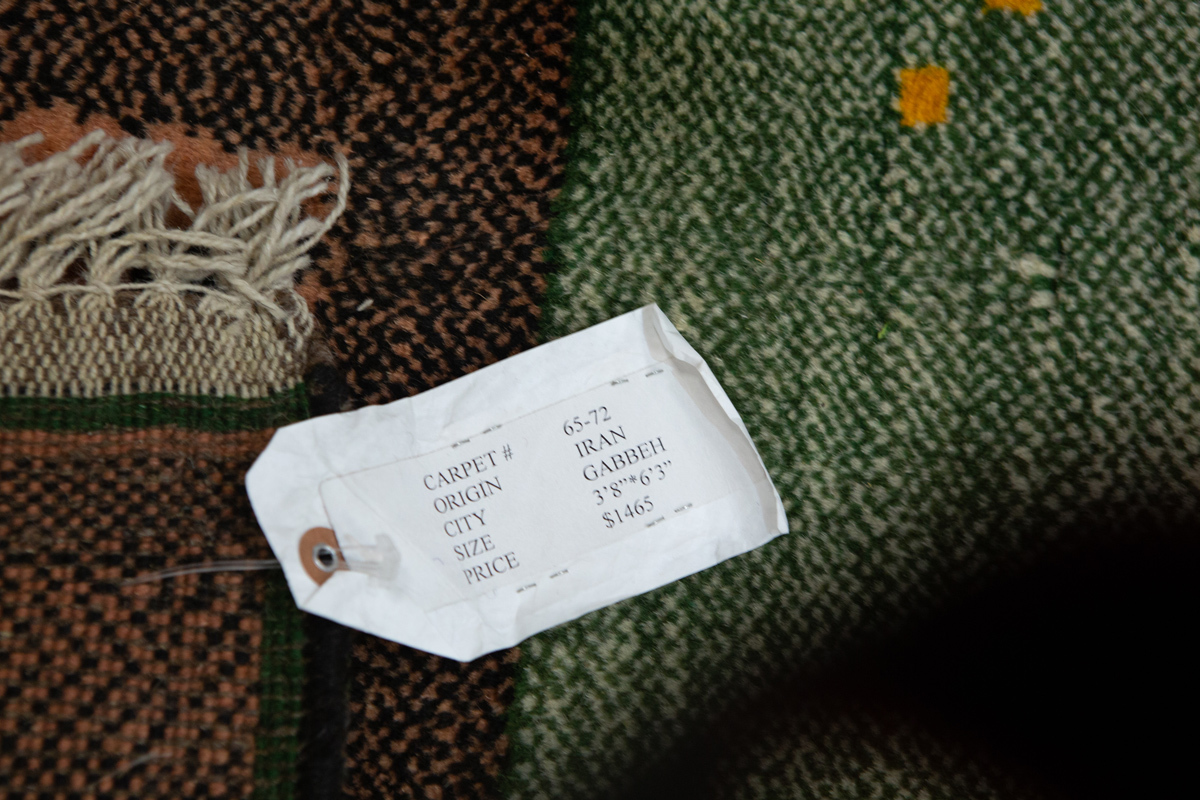 CARPET # 65-72
ORIGIN IRAN
CITY GABBEH
SIZE 3’8”*6’3”
PRICE $1465